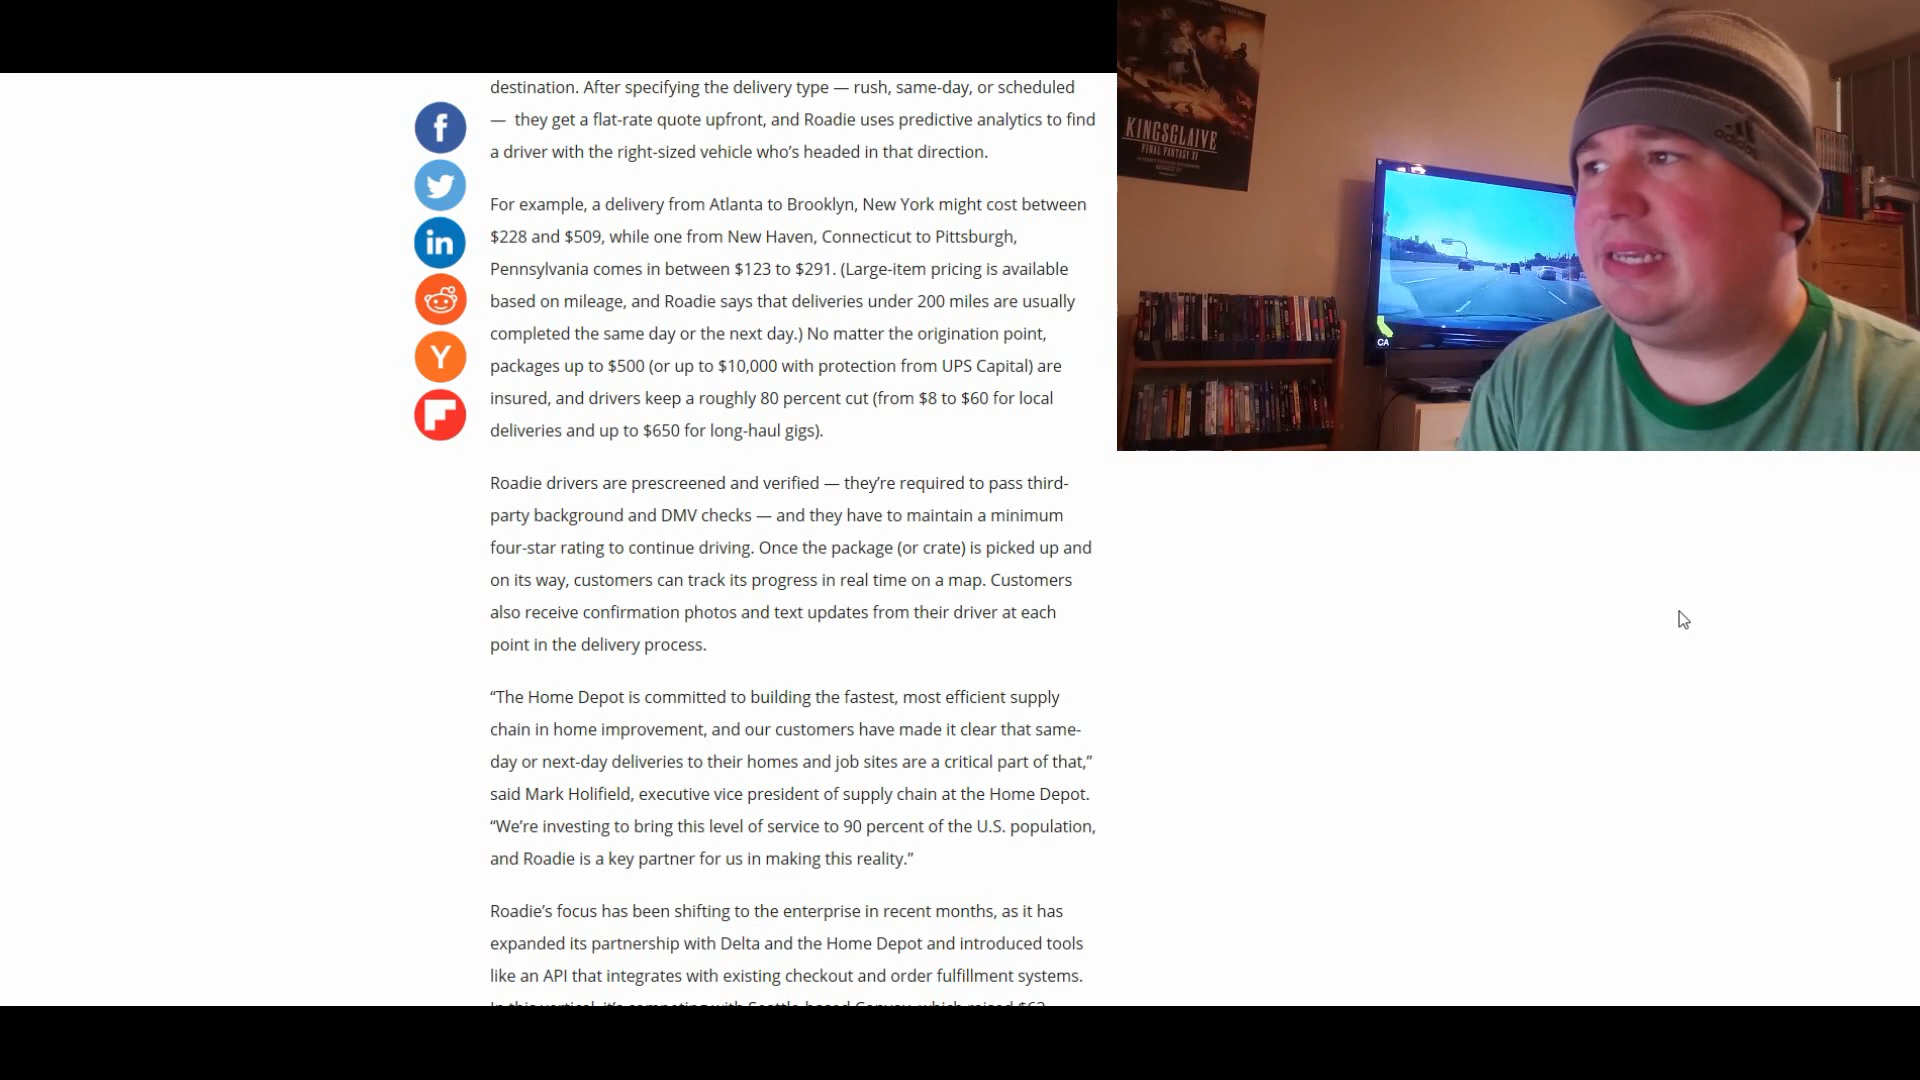 destination. After specifying the delivery type — rush, same-day, or scheduled
— they get a flat-rate quote upfront, and Roadie uses predictive analytics to find
a driver with the right-sized vehicle who’s headed in that direction.
For example, a delivery from Atlanta to Brooklyn, New York might cost between
$228 and $509, while one from New Haven, Connecticut to Pittsburgh,
Pennsylvania comes in between $123 to $291. (Large-item pricing is available
based on mileage, and Roadie says that deliveries under 200 miles are usually
completed the same day or the next day.) No matter the origination point,
packages up to $500 (or up to $10,000 with protection from UPS Capital) are
insured, and drivers keep a roughly 80 percent cut (from $8 to $60 for local
deliveries and up to $650 for long-haul gigs).
Roadie drivers are prescreened and verified — they’re required to pass third-
party background and DMV checks — and they have to maintain a minimum
four-star rating to continue driving. Once the package (or crate) is picked up and
on its way, customers can track its progress in real time on a map. Customers
also receive confirmation photos and text updates from their driver at each
point in the delivery process.
“The Home Depot is committed to building the fastest, most efficient supply
chain in home improvement, and our customers have made it clear that same-
day or next-day deliveries to their homes and job sites are a critical part of that,”
said Mark Holifield, executive vice president of supply chain at the Home Depot.
“We’re investing to bring this level of service to 90 percent of the U.S. population,
and Roadie is a key partner for us in making this reality.”
Roadie’s focus has been shifting to the enterprise in recent months, as it has
expanded its partnership with Delta and the Home Depot and introduced tools
like an API that integrates with existing checkout and order fulfillment systems.
In this vertical, it’s competing with Seattle-based Convoy, which raised $62
KINGSGLAIVE
FINAL FANTASY XV
CA
adidas